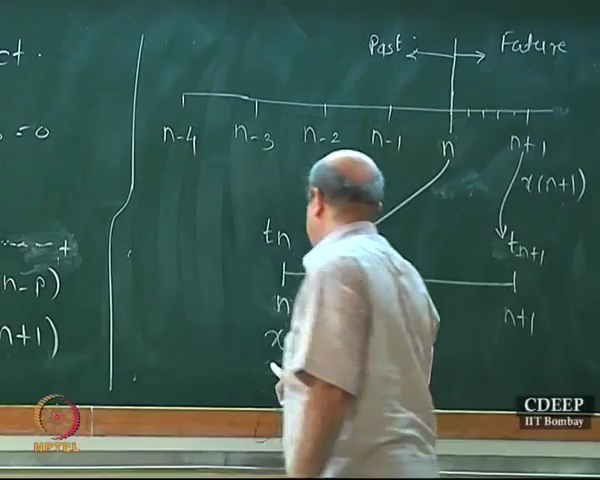 ct.
=0
-----+
n-p)
n+1)
Past
Future
n-4 n-3 n-2 n-1 n n+1
x(n+1)
tn
tn+1
n
n+1
x
NPTEL
CDEEP
IIT Bombay